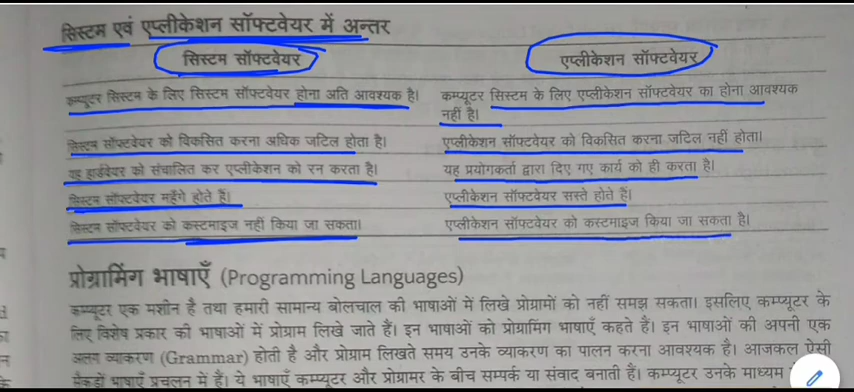 सिस्टम एवं एप्लीकेशन सॉफ्टवेयर में अन्तर
सिस्टम सॉफ्टवेयर
एप्लीकेशन सॉफ्टवेयर
कम्प्यूटर सिस्टम के लिए सिस्टम सॉफ्टवेयर होना अति आवश्यक है।
कम्प्यूटर सिस्टम के लिए एप्लीकेशन सॉफ्टवेयर का होना आवश्यक
नहीं है।
सिस्टम सॉफ्टवेयर को विकसित करना अधिक जटिल होता है।
एप्लीकेशन सॉफ्टवेयर को विकसित करना जटिल नहीं होता।
यह हार्डवेयर को संचालित कर एप्लीकेशन को रन करता है।
यह प्रयोगकर्ता द्वारा दिए गए कार्य को ही करता है।
सिस्टम सॉफ्टवेयर महँगे होते हैं।
एप्लीकेशन सॉफ्टवेयर सस्ते होते हैं।
सिस्टम सॉफ्टवेयर को कस्टमाइज नहीं किया जा सकता।
एप्लीकेशन सॉफ्टवेयर को कस्टमाइज किया जा सकता है।
प्रोग्रामिंग भाषाएँ (Programming Languages)
कम्प्यूटर एक मशीन है तथा हमारी सामान्य बोलचाल की भाषाओं में लिखे प्रोग्रामों को नहीं समझ सकता। इसलिए कम्प्यूटर के
लिए विशेष प्रकार की भाषाओं में प्रोग्राम लिखे जाते हैं। इन भाषाओं को प्रोग्रामिंग भाषाएँ कहते हैं। इन भाषाओं की अपनी एक
अलग व्याकरण (Grammar) होती है और प्रोग्राम लिखते समय उनके व्याकरण का पालन करना आवश्यक है। आजकल ऐसी
सैकड़ों भाषाएँ प्रचलन में हैं। ये भाषाएँ कम्प्यूटर और प्रोग्रामर के बीच सम्पर्क या संवाद बनाती हैं। कम्प्यूटर उनके माध्यम